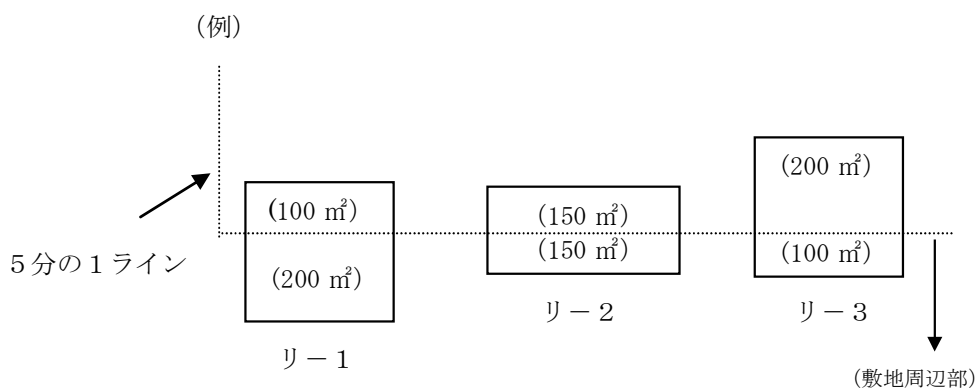 (例)
(200 ㎡)
(100 ㎡)
(150 ㎡)
(150 ㎡)
(100 ㎡)
5分の1ライン
(200 ㎡)
リ－2
リ－3
リ－1
(敷地周辺部)